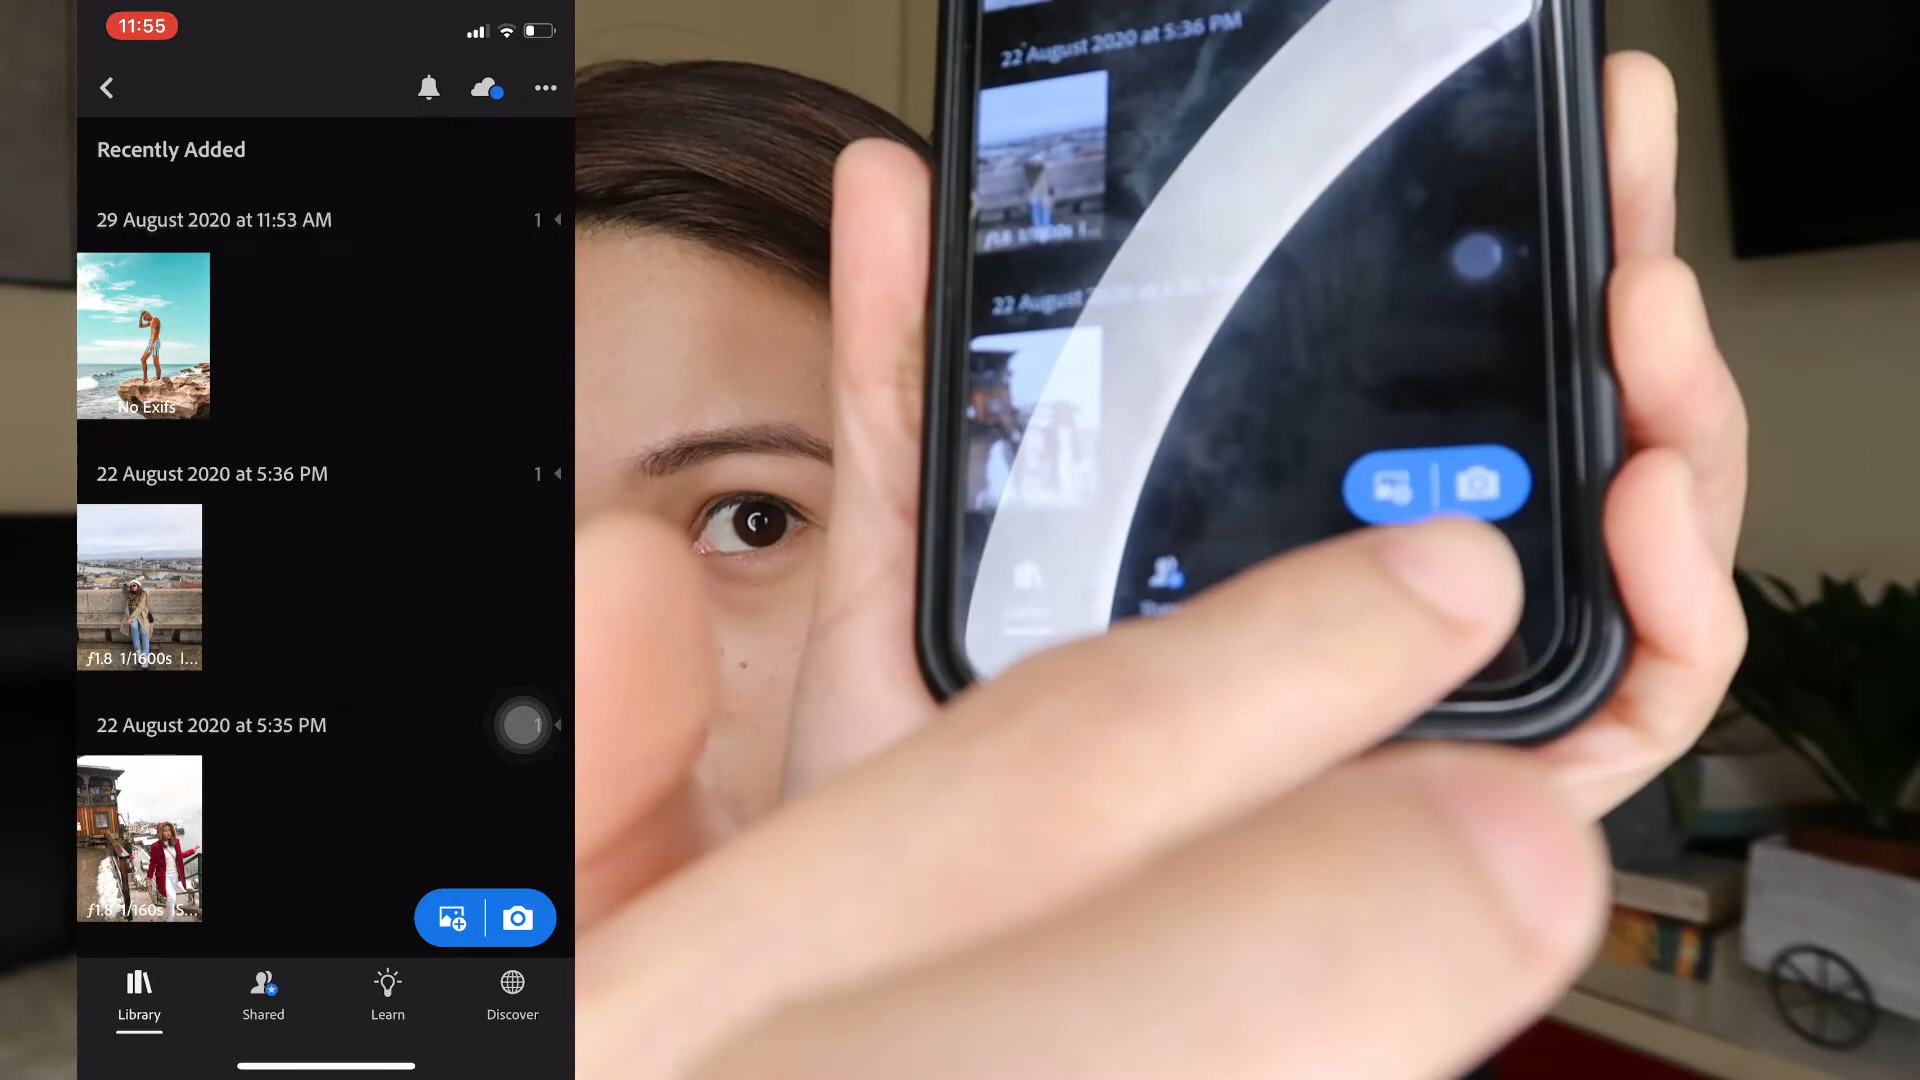 11:55
Recently Added
29 August 2020 at 11:53 AM
1
No Exifs
22 August 2020 at 5:36 PM
1
ƒ1.8 1/1600s I...
22 August 2020 at 5:35 PM
1
ƒ1.8 1/160s IS...
Library
Shared
Learn
Discover
22 August 2020 at 5:36 PM
22 August